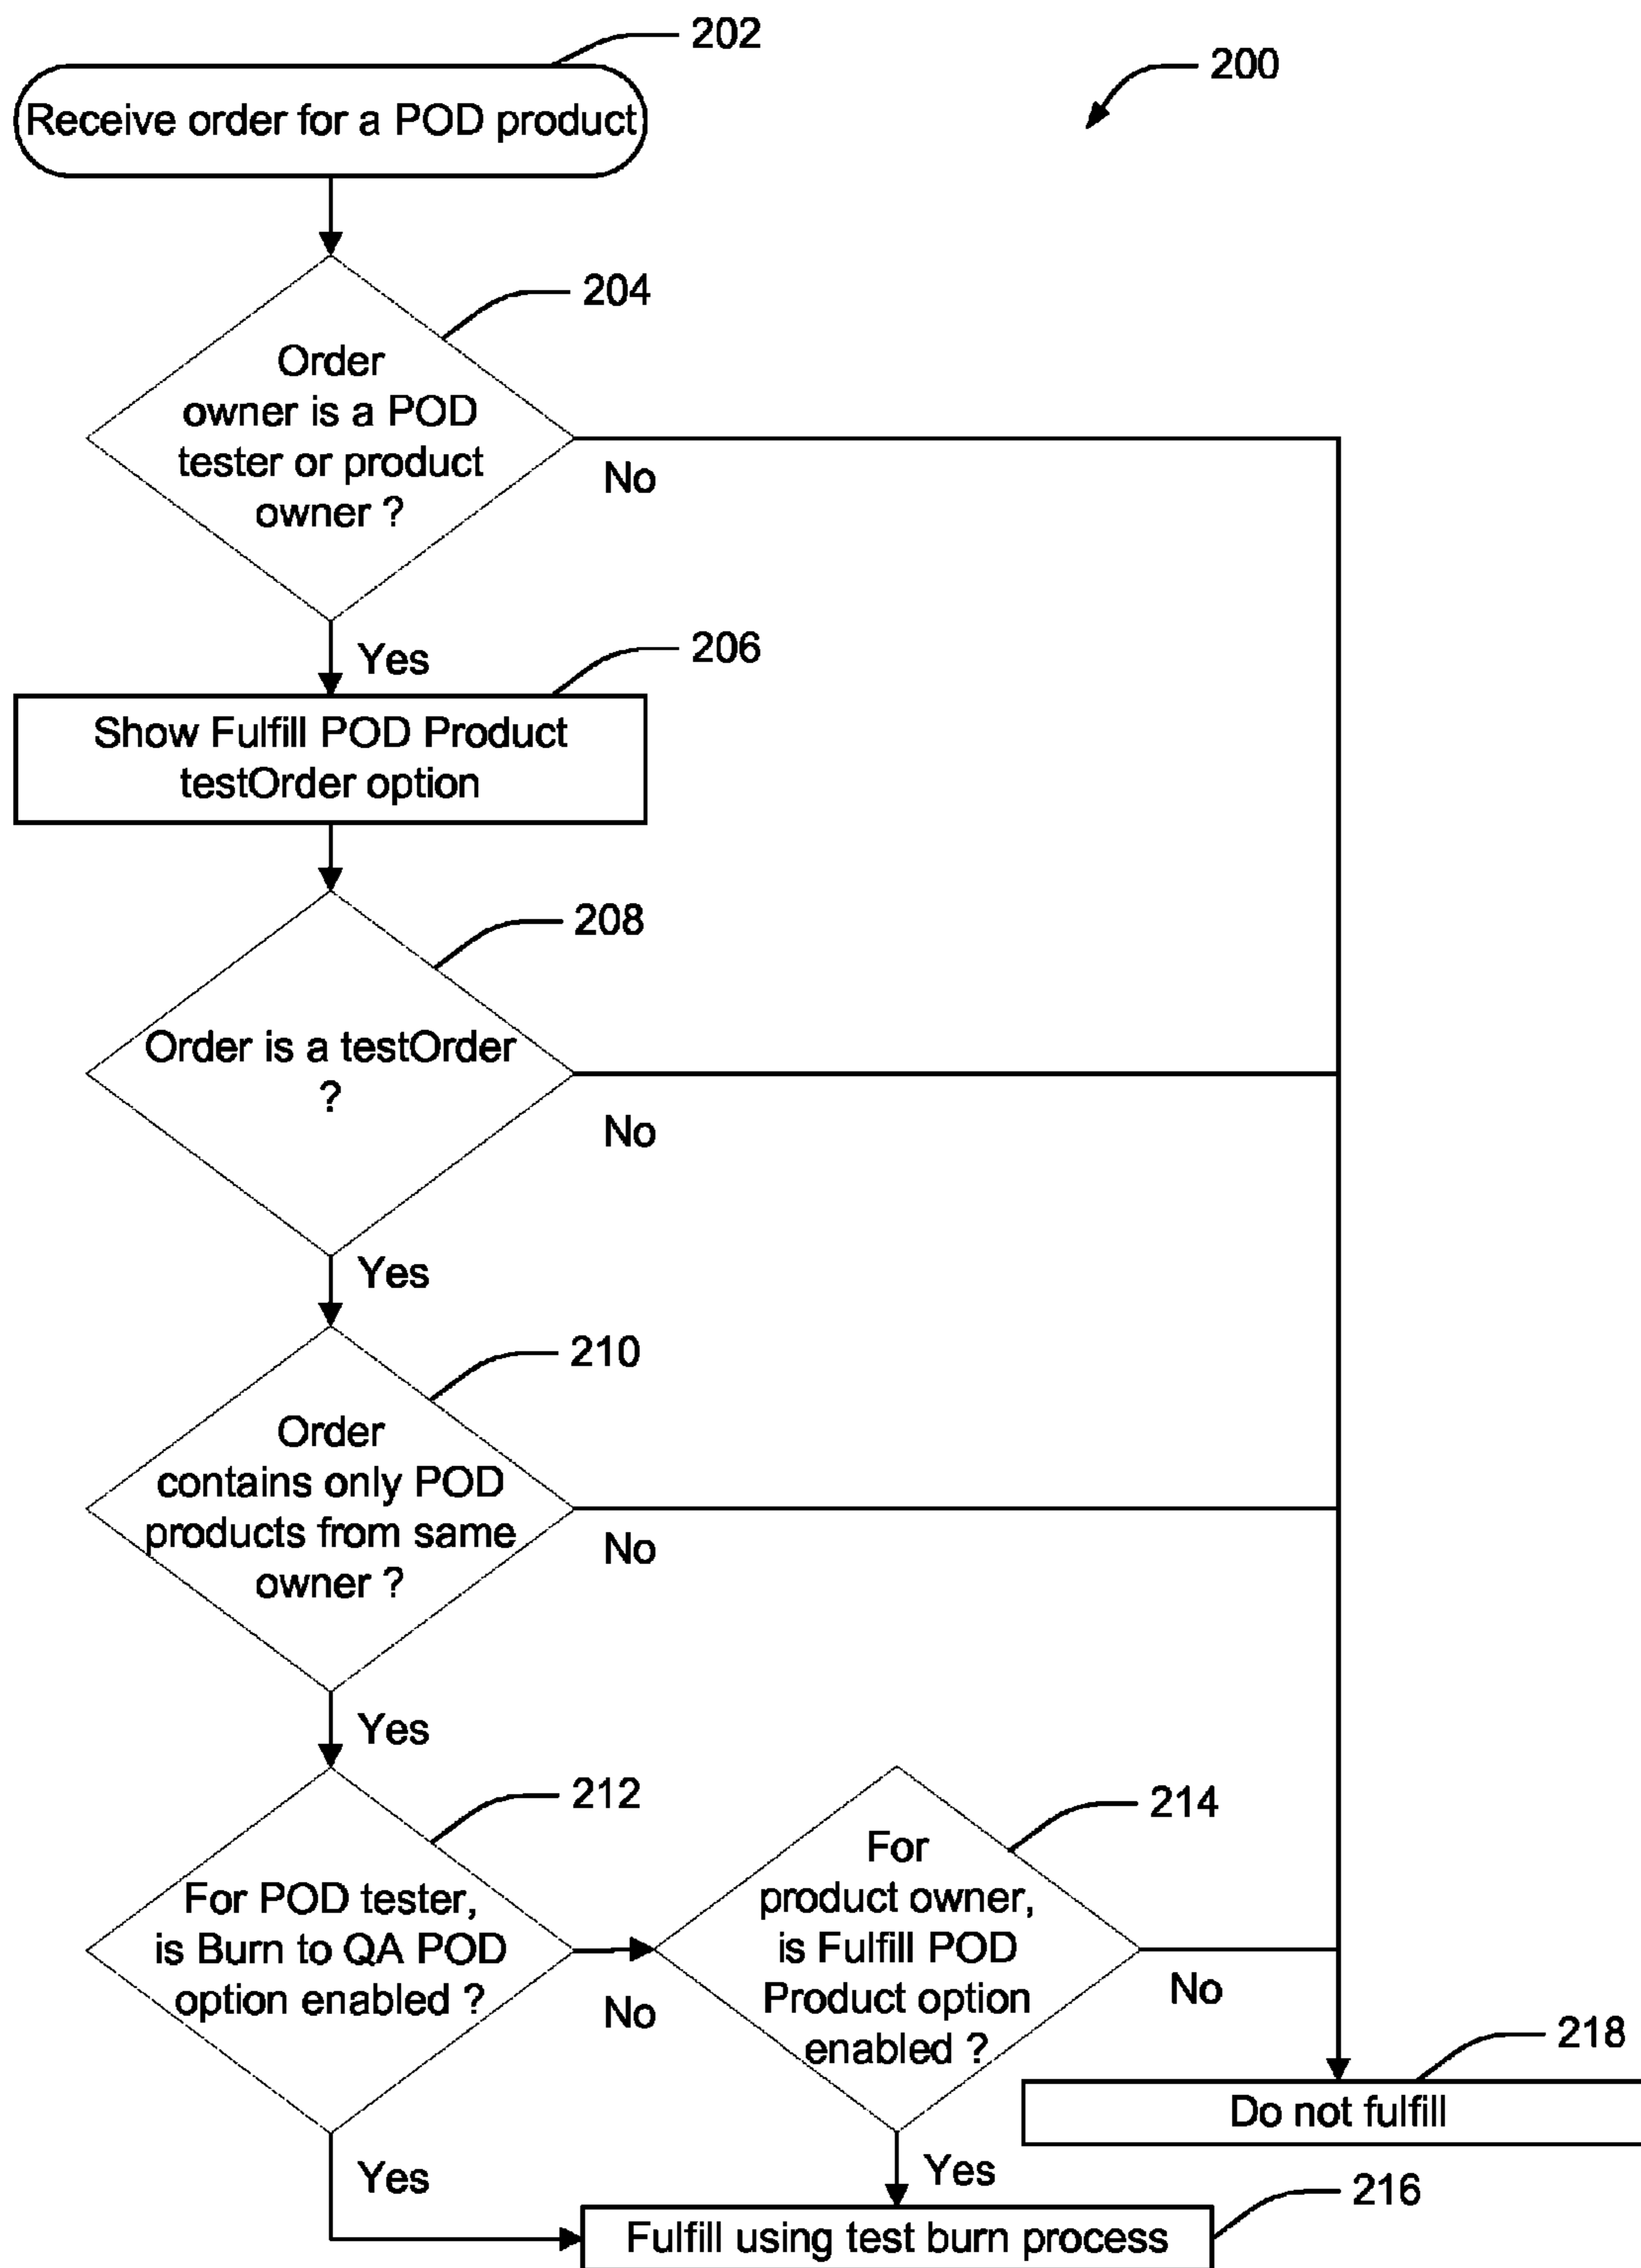 202
200
Receive order for a POD product
204
Order
owner is a POD
tester or product
owner ?
No
Yes
206
Show Fulfill POD Product
testOrder option
208
Order is a testOrder
?
No
Yes
210
Order
contains only POD
products from same
owner ?
No
Yes
212
For POD tester,
is Burn to QA POD
option enabled ?
No
Yes
214
For
product owner,
is Fulfill POD
Product option
enabled ?
No
Yes
218
Do not fulfill
216
Fulfill using test burn process